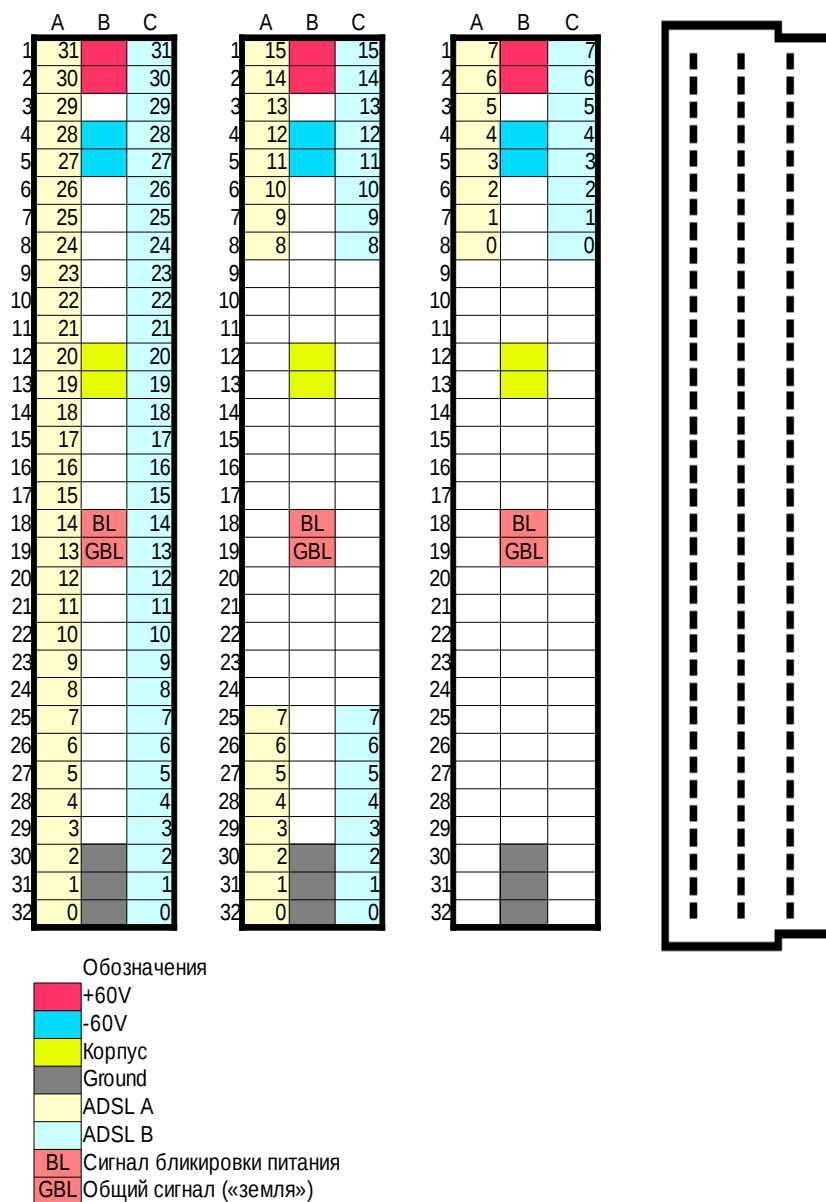 A B C A B C A B C
1 31 31 1 15 15 1 7 7
2 30 30 2 14 14 2 6 6
3 29 29 3 13 13 3 5 5
4 28 28 4 12 12 4 4 4
5 27 27 5 11 11 5 3 3
6 26 26 6 10 10 6 2 2
7 25 25 7 9 9 7 1 1
8 24 24 8 8 8 8 0 0
9 23 23 9 9
10 22 22 10 10
11 21 21 11 11
12 20 20 12 12
13 19 19 13 13
14 18 18 14 14
15 17 17 15 15
16 16 16 16 16
17 15 15 17 17
18 14 BL 14 18 BL 18 BL
19 13 GBL 13 19 GBL 19 GBL
20 12 12 20 20
21 11 11 21 21
22 10 10 22 22
23 9 9 23 23
24 8 8 24 24
25 7 7 25 7 7 25
26 6 6 26 6 6 26
27 5 5 27 5 5 27
28 4 4 28 4 4 28
29 3 3 29 3 3 29
30 2 2 30 2 2 30
31 1 1 31 1 1 31
32 0 0 32 0 0 32
Обозначения
+60V
-60V
Корпус
Ground
ADSL A
ADSL B
BL Сигнал бликировки питания
GBL Общий сигнал («земля»)